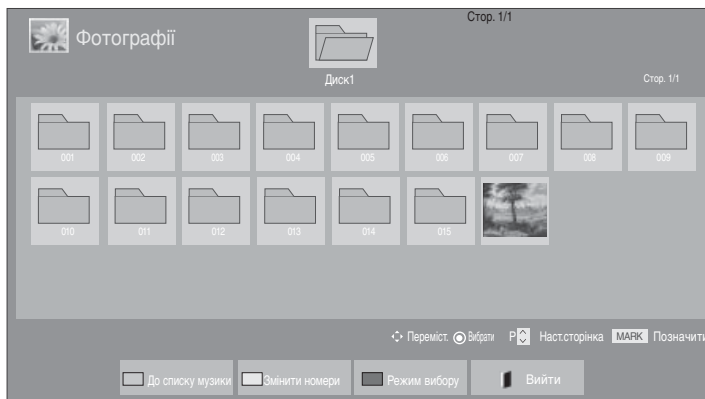 Стор. 1/1
Фотографії
Диск1
Стор. 1/1
001 002 003 004 005 006 007 008 009
010 011 012 013 014 015
Переміст. Вибрати P Наст.сторінка MARK Позначити
До списку музики Змінити номери Режим вибору Вийти